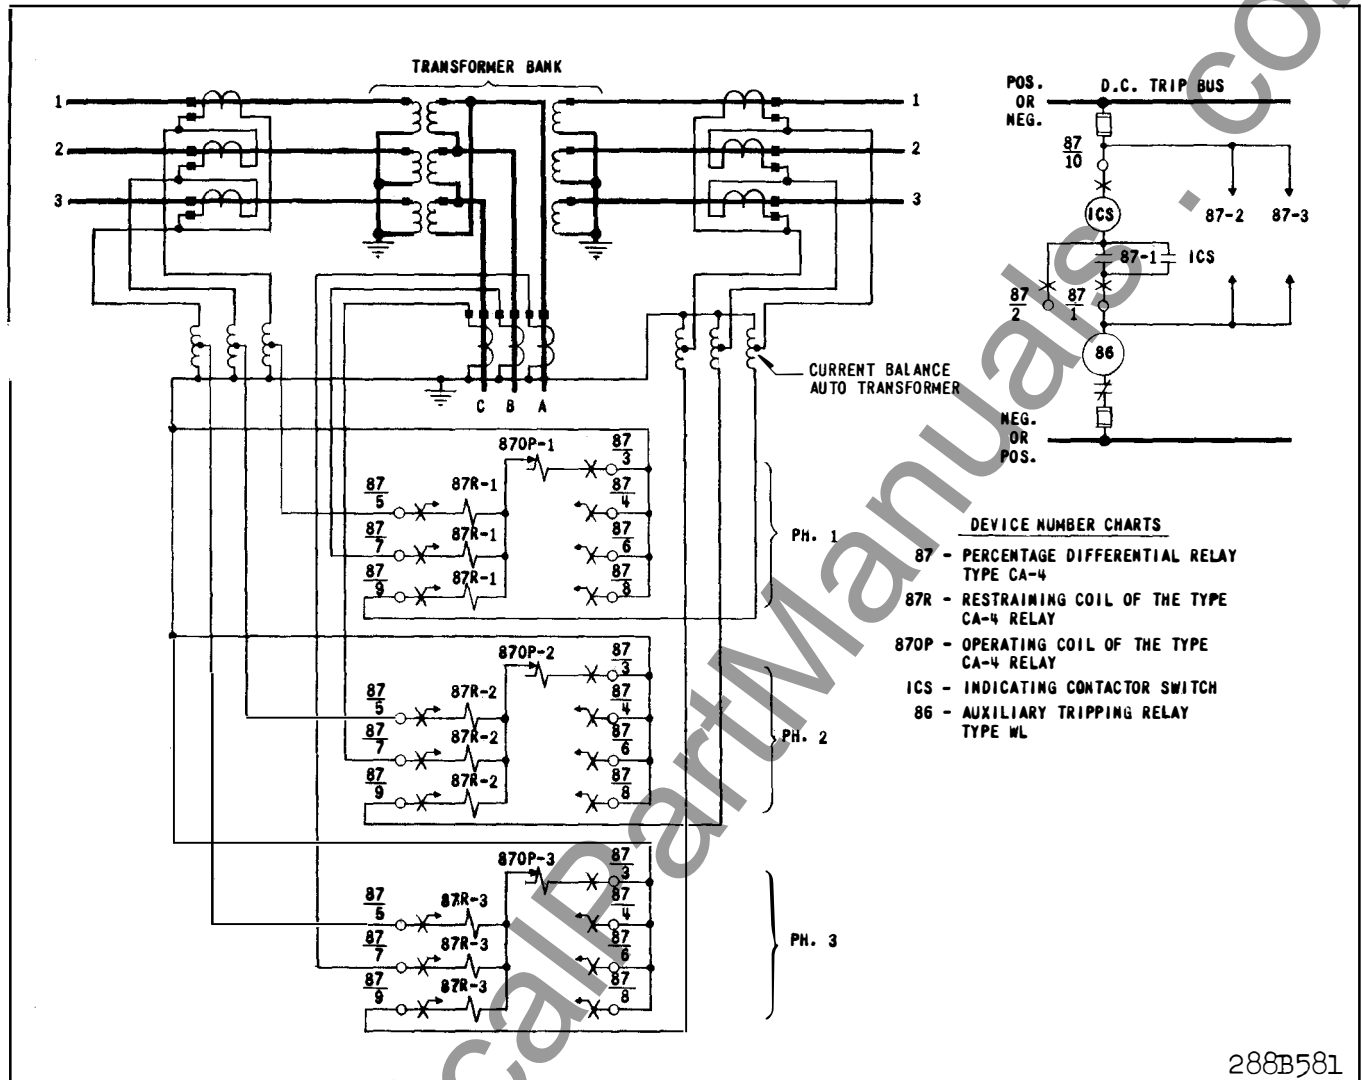 TRANSFORMER BANK
1
2
3
1
2
3
C B A
CURRENT BALANCE
AUTO TRANSFORMER
POS.
OR
NEG.
D.C. TRIP BUS
87
10
ICS
87-1
ICS
87-2
87-3
87
2
87
1
86
NEG.
OR
POS.
87OP-1
87
3
87
5
87R-1
87
4
87
7
87R-1
87
6
87
9
87R-1
87
8
PH. 1
87OP-2
87
3
87
5
87R-2
87
4
87
7
87R-2
87
6
87
9
87R-2
87
8
PH. 2
87OP-3
87
3
87
5
87R-3
87
4
87
7
87R-3
87
6
87
9
87R-3
87
8
PH. 3
DEVICE NUMBER CHARTS
87 - PERCENTAGE DIFFERENTIAL RELAY
TYPE CA-4
87R - RESTRAINING COIL OF THE TYPE
CA-4 RELAY
87OP - OPERATING COIL OF THE TYPE
CA-4 RELAY
ICS - INDICATING CONTACTOR SWITCH
86 - AUXILIARY TRIPPING RELAY
TYPE WL
288B581
calPartManuals.co